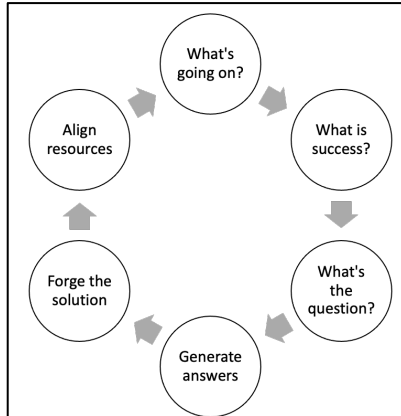 What's
going on?
What is
success?
What's
the
question?
Generate
answers
Forge the
solution
Align
resources